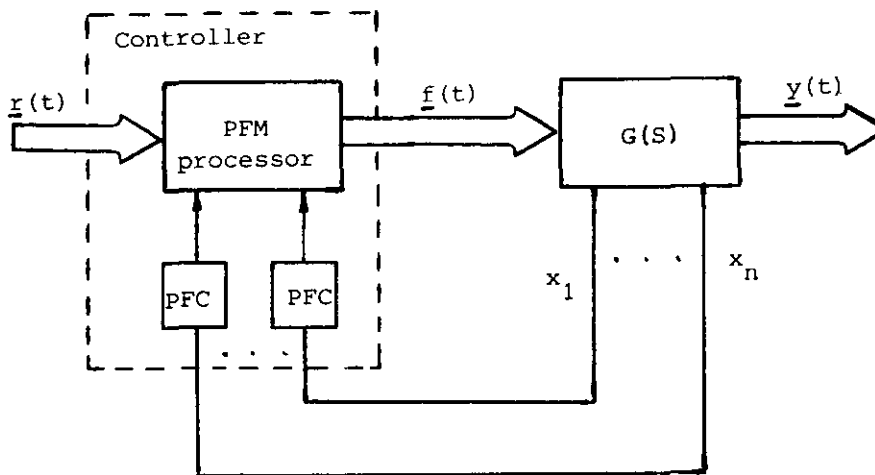 Controller
r(t)
PFM
processor
f(t)
G(S)
y(t)
PFC
PFC
. . .
x1
. . . .
xn